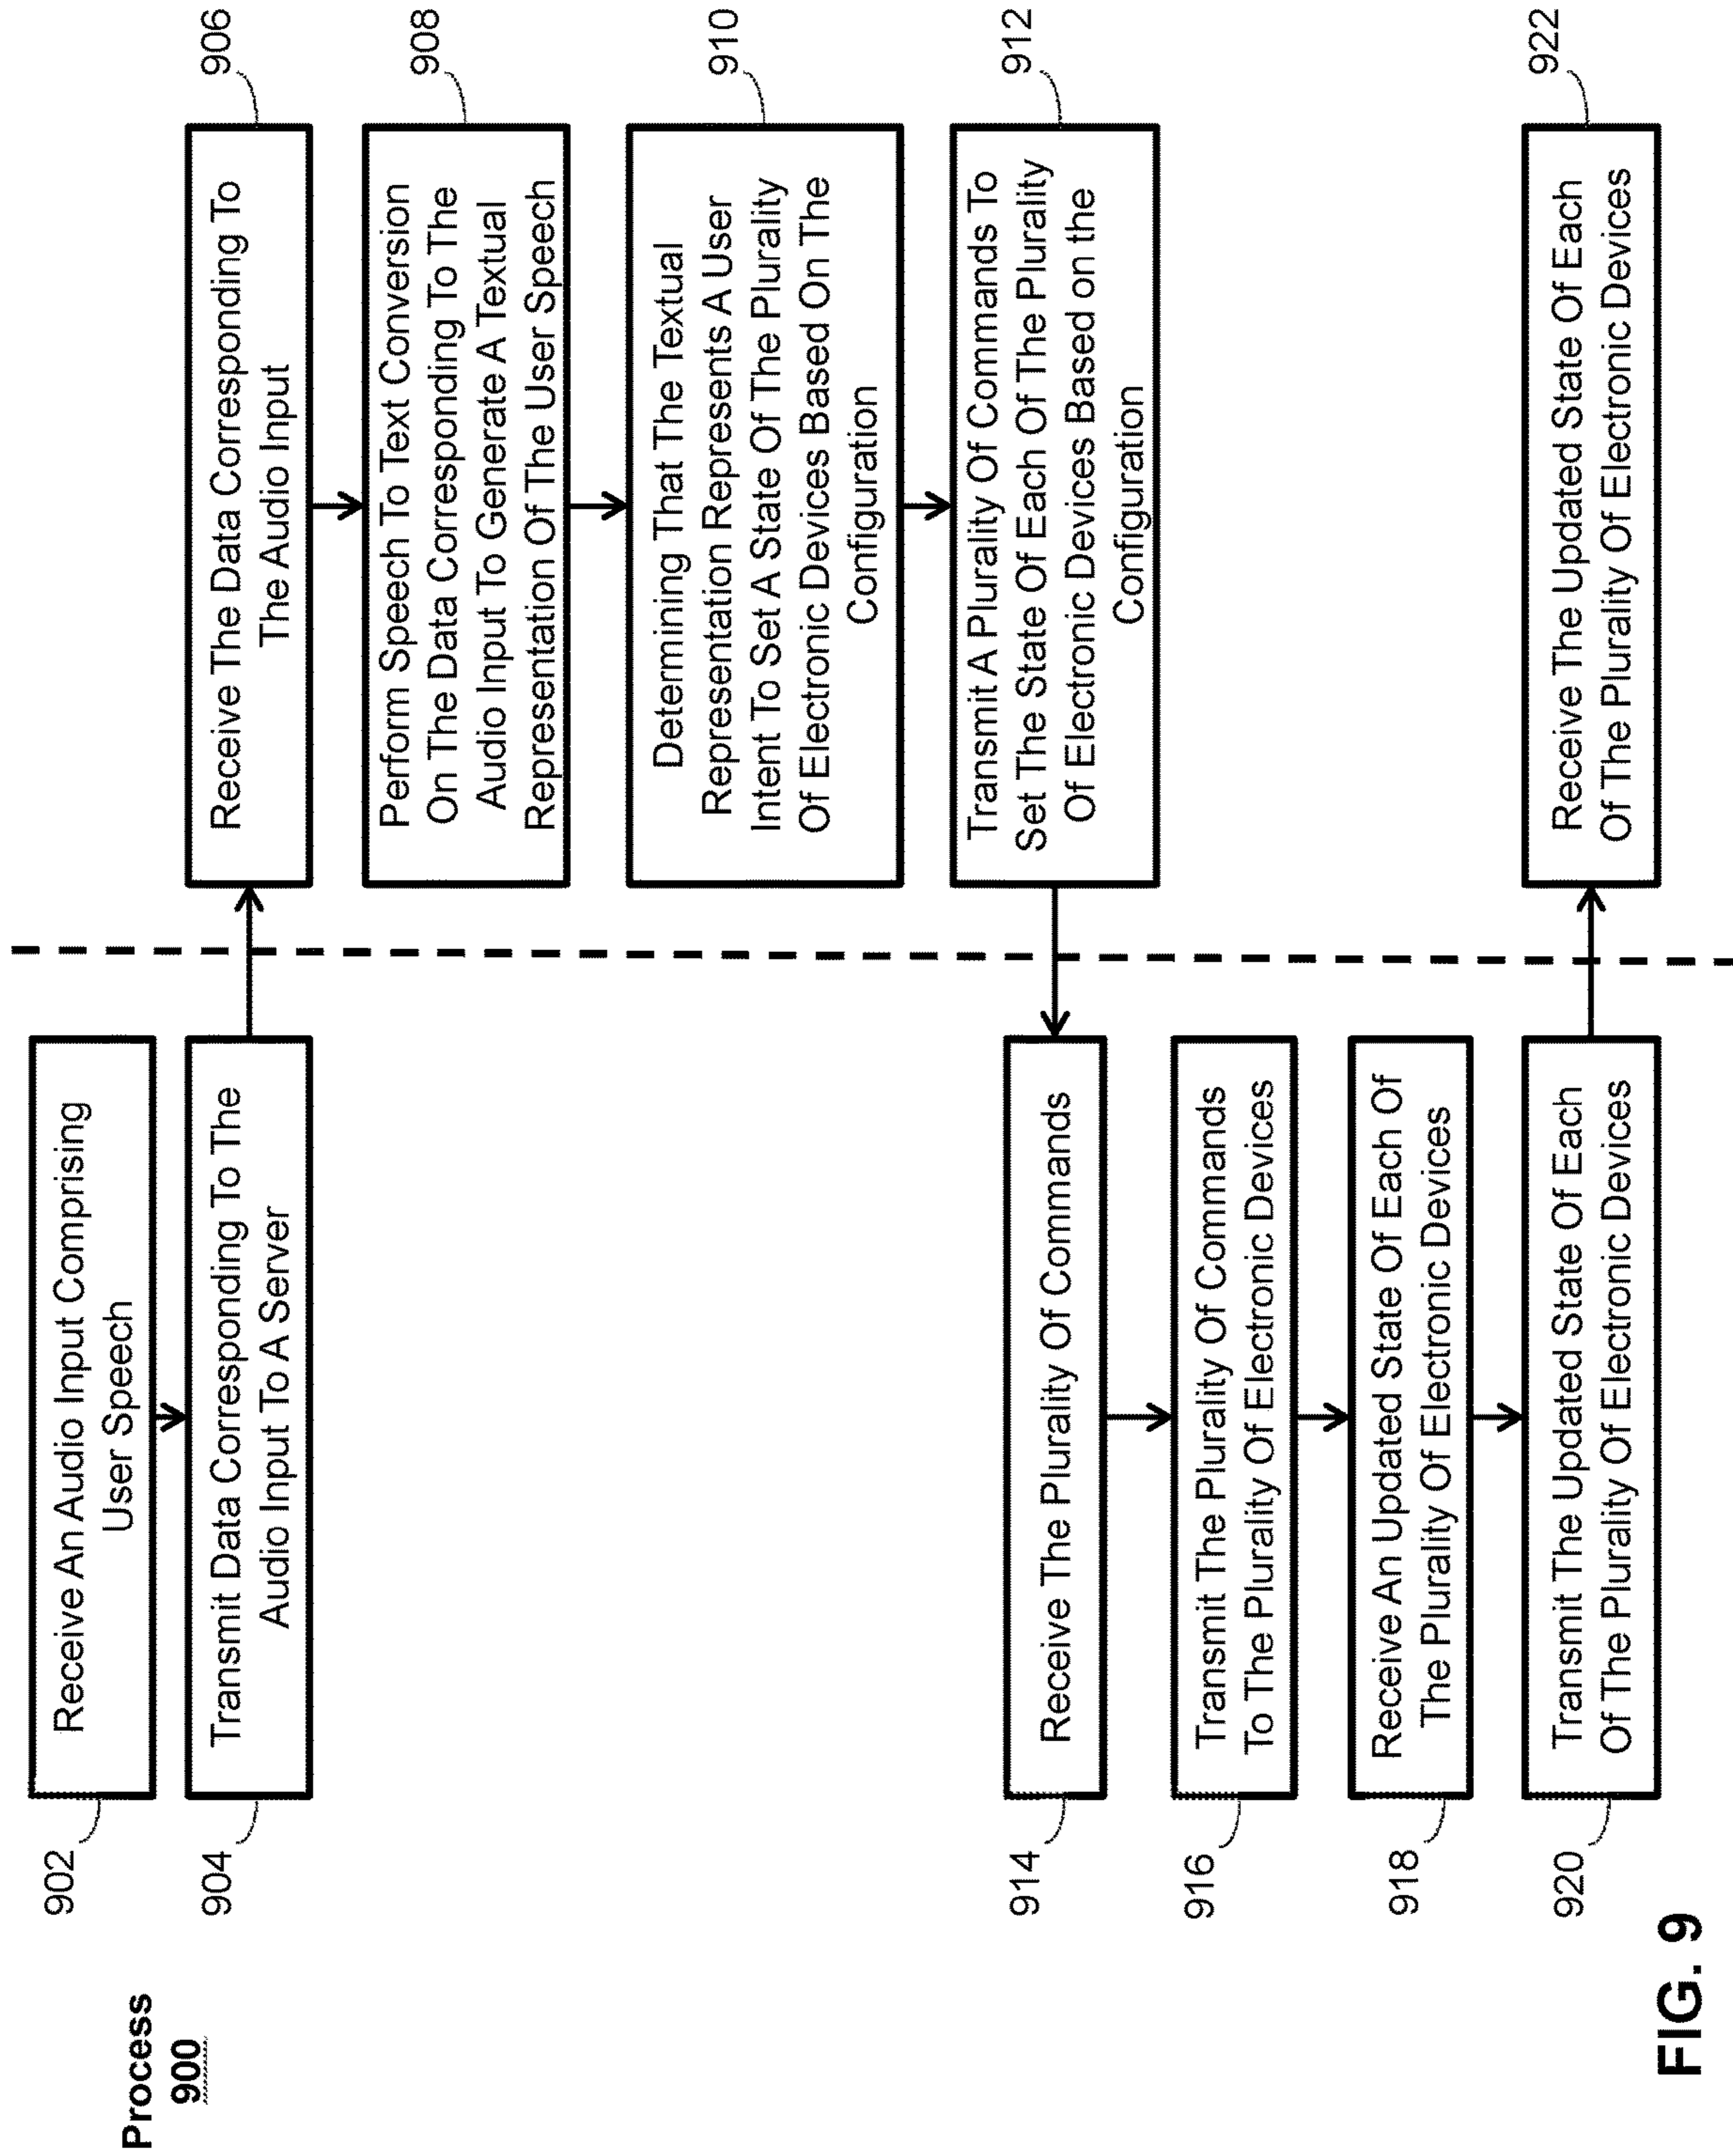 Process
900
902
Receive An Audio Input Comprising
User Speech
904
Transmit Data Corresponding To The
Audio Input To A Server
Receive The Data Corresponding To
The Audio Input
906
Perform Speech To Text Conversion
On The Data Corresponding To The
Audio Input To Generate A Textual
Representation Of The User Speech
908
Determining That The Textual
Representation Represents A User
Intent To Set A State Of The Plurality
Of Electronic Devices Based On The
Configuration
910
Transmit A Plurality Of Commands To
Set The State Of Each Of The Plurality
Of Electronic Devices Based on the
Configuration
912
914
Receive The Plurality Of Commands
916
Transmit The Plurality Of Commands
To The Plurality Of Electronic Devices
918
Receive An Updated State Of Each Of
The Plurality Of Electronic Devices
920
Transmit The Updated State Of Each
Of The Plurality Of Electronic Devices
Receive The Updated State Of Each
Of The Plurality Of Electronic Devices
922
FIG. 9